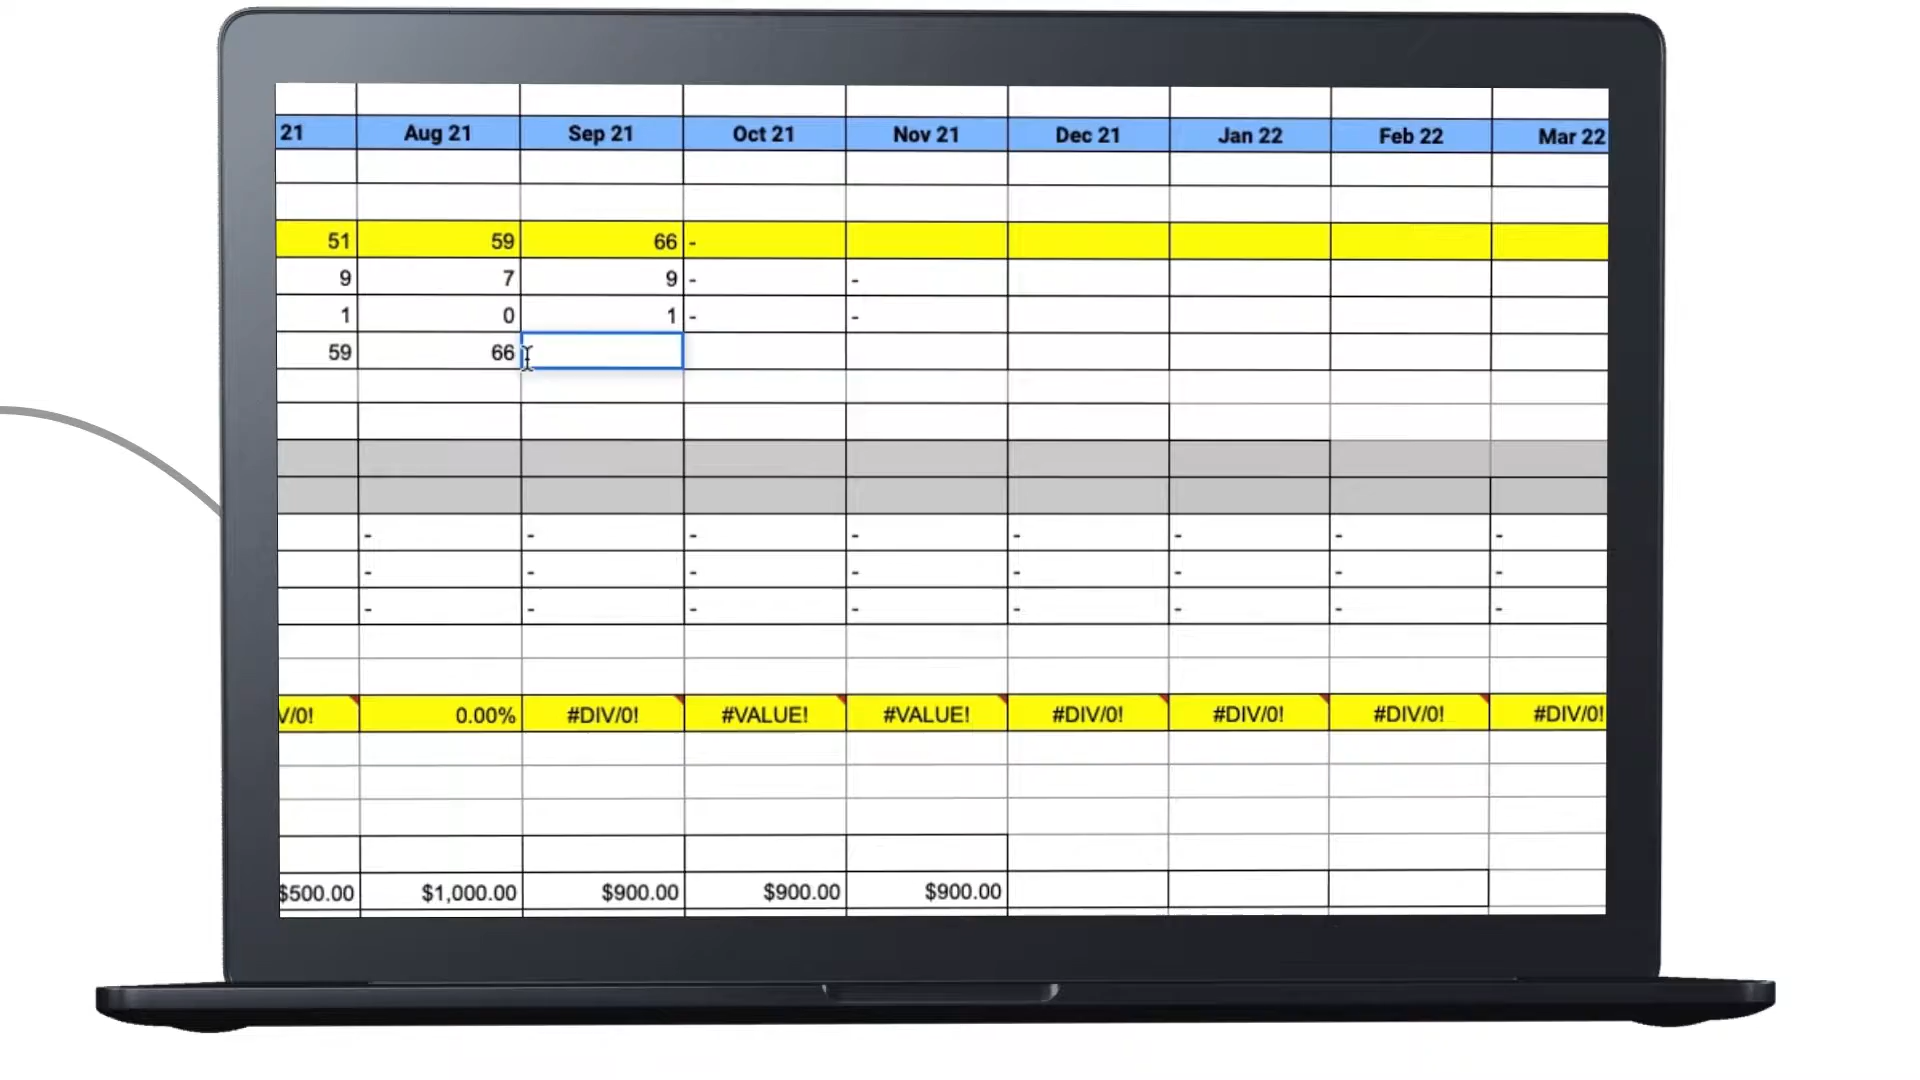 21 Aug 21 Sep 21 Oct 21 Nov 21 Dec 21 Jan 22 Feb 22 Mar 22
51 59 66 -
9 7 9 - -
1 0 1 - -
59 66
- - - - - - - -
- - - - - - - -
- - - - - - - -
V/0! 0.00% #DIV/0! #VALUE! #VALUE! #DIV/0! #DIV/0! #DIV/0! #DIV/0!
$500.00 $1,000.00 $900.00 $900.00 $900.00